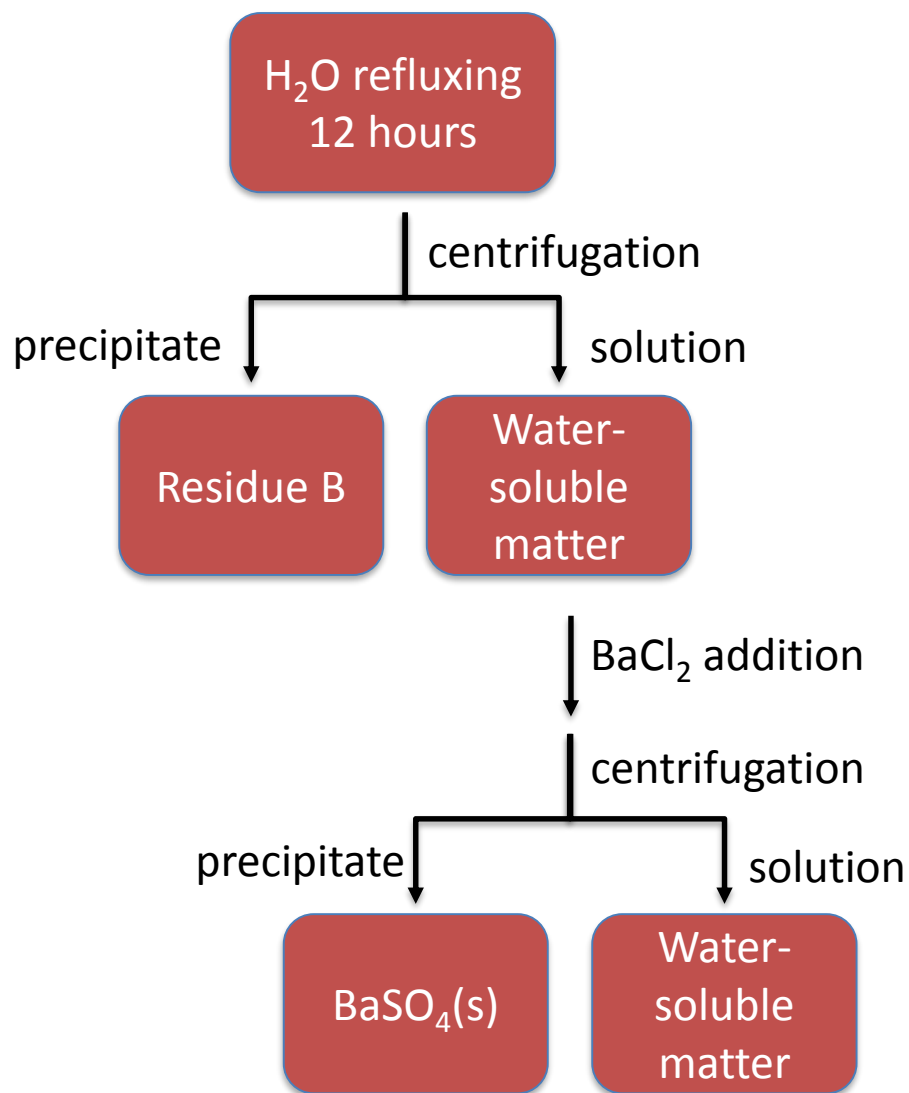 H₂O refluxing
12 hours
centrifugation
precipitate
solution
Residue B
Water-
soluble
matter
BaCl₂ addition
centrifugation
precipitate
solution
BaSO₄(s)
Water-
soluble
matter